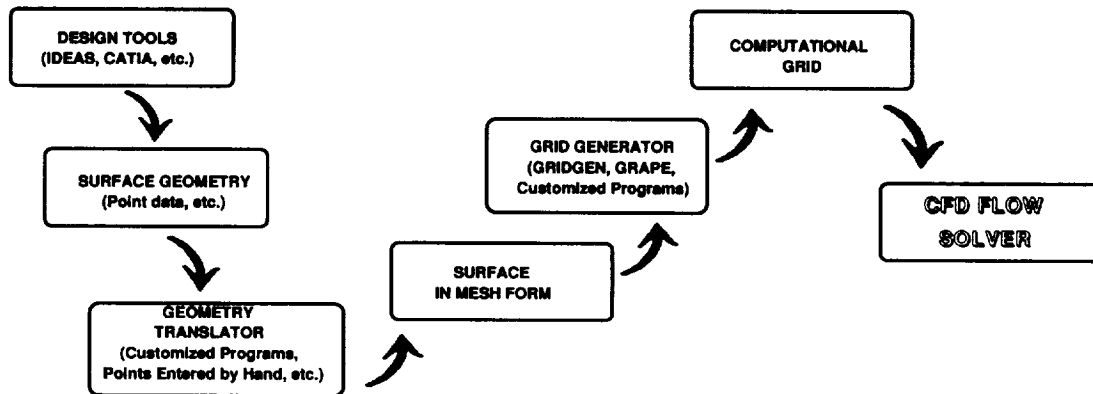 DESIGN TOOLS
(IDEAS, CATIA, etc.)
SURFACE GEOMETRY
(Point data, etc.)
GEOMETRY
TRANSLATOR
(Customized Programs,
Points Entered by Hand, etc.)
SURFACE
IN MESH FORM
GRID GENERATOR
(GRIDGEN, GRAPE,
Customized Programs)
COMPUTATIONAL
GRID
CFD FLOW
SOLVER